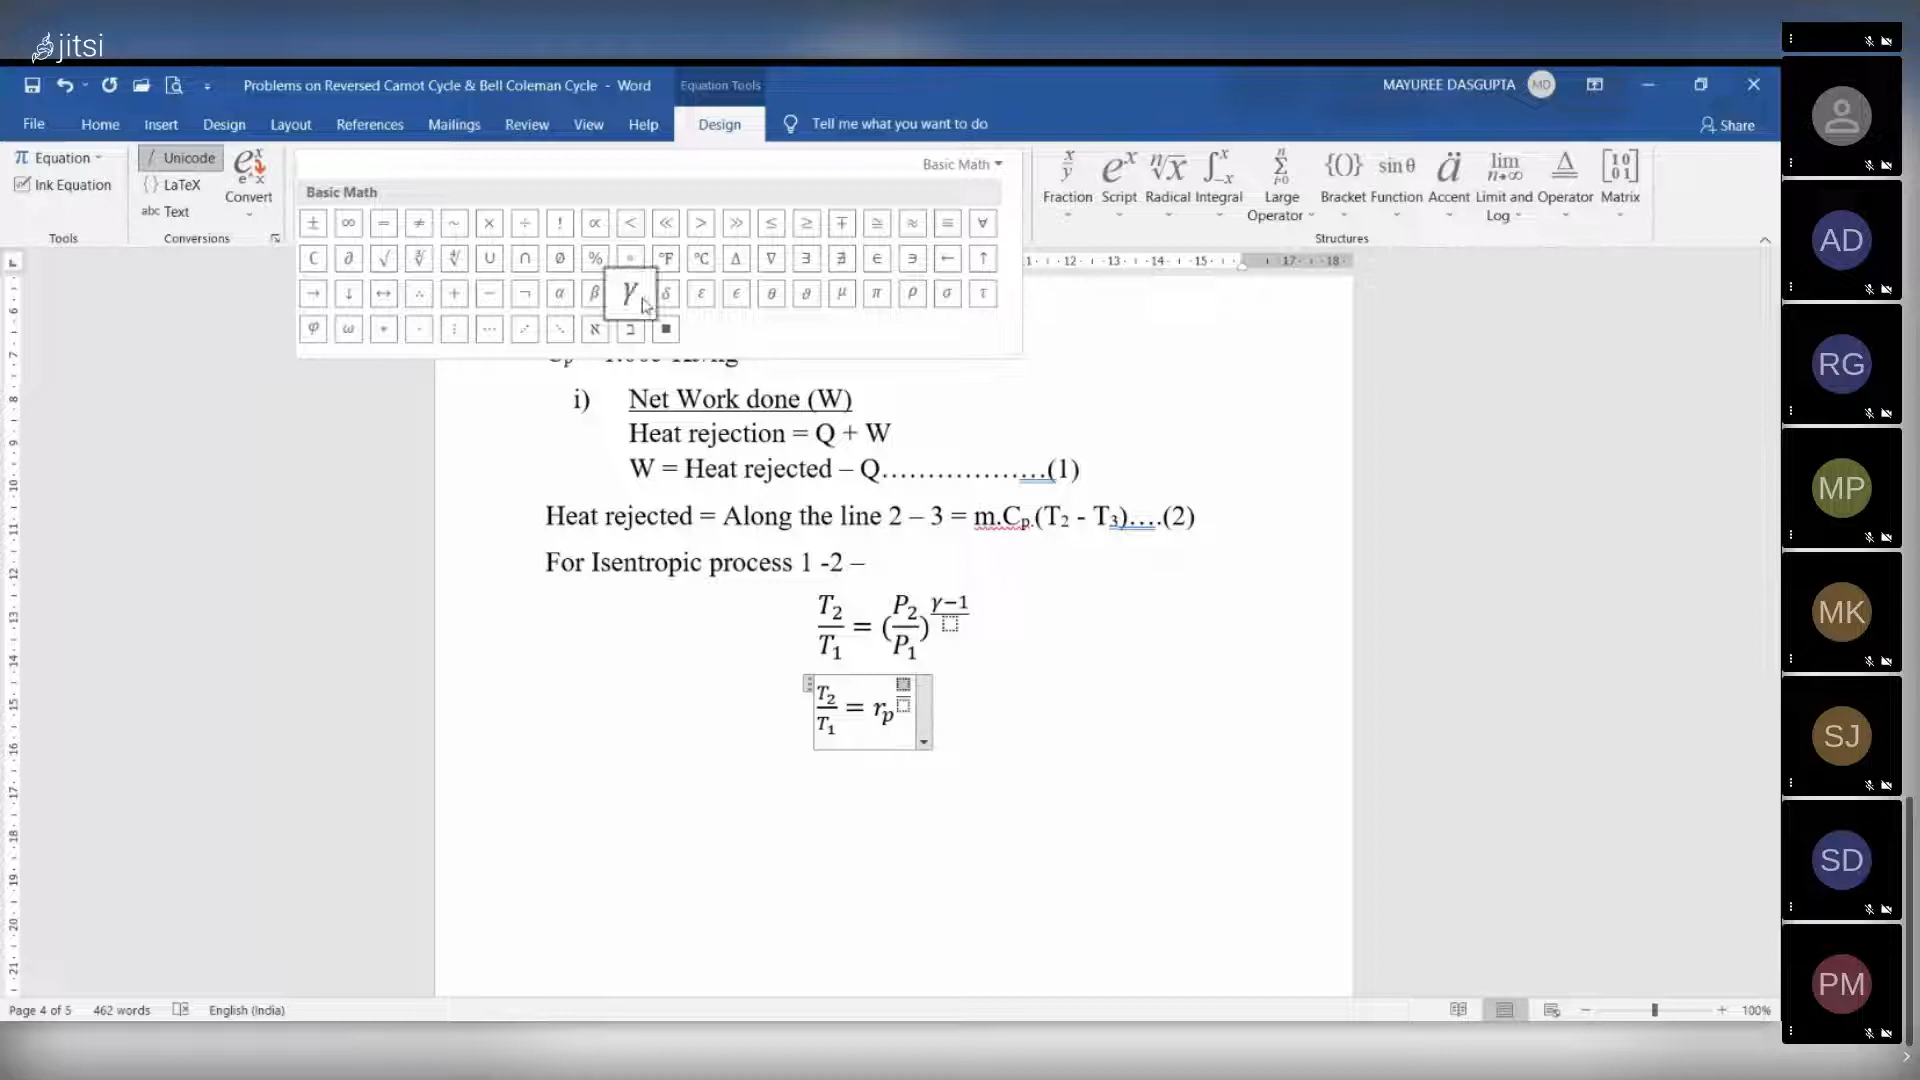 jitsi
Problems on Reversed Carnot Cycle & Bell Coleman Cycle - Word
Equation Tools
MAYUREE DASGUPTA
MD
File Home Insert Design Layout References Mailings Review View Help Design Tell me what you want to do
Share
π Equation
Ink Equation
Tools
Unicode
LaTeX
abc Text
Convert
Conversions
Basic Math
Basic Math
± ∞ = ≠ ~ × ÷ ! ∝ < ≪ > ≫ ≤ ≥ ∓ ≅ ≈ ≡ ∀
∁ ∂ √ ∛ ∜ ∪ ∩ ∅ % ° °F °C ∆ ∇ ∃ ∄ ∈ ∋ ← ↑
→ ↓ ↔ ∴ + − ¬ α β γ δ ε ϵ θ ϑ μ π ρ σ τ
φ ω * ∙ ⋮ ⋯ ⋰ ⋱ ℵ ℶ ∎
Fraction Script Radical Integral Large Operator Bracket Function Accent Limit and Log Operator Matrix
Structures
i) Net Work done (W)
Heat rejection = Q + W
W = Heat rejected – Q………………….(1)
Heat rejected = Along the line 2 – 3 = m.Cp.(T2 - T3)….(2)
For Isentropic process 1 -2 –
T2/T1 = (P2/P1)^(γ−1)/
T2/T1 = rp
Page 4 of 5 462 words English (India)
100%
AD
RG
MP
MK
SJ
SD
PM